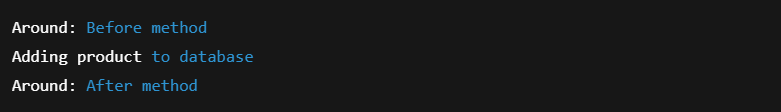 Around: Before method
Adding product to database
Around: After method